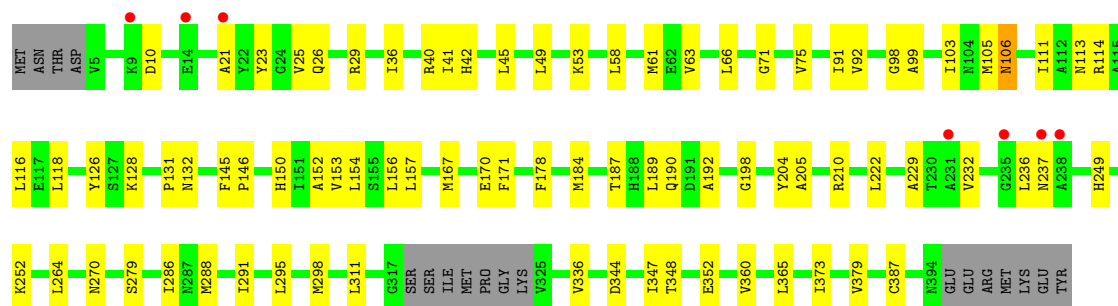 MET ASN THR ASP V5 K9 D10 E14 A21 Y22 Y23 G24 V25 Q26 R29 I36 R40 I41 H42 L45 L49 K53 L58 M61 E62 V63 L66 G71 V75 I91 V92 G98 A99 I103 N104 M105 N106 I111 A112 N113 R114 A115
L116 E117 L118 Y126 S127 K128 P131 N132 F145 P146 H150 I151 A152 V153 L154 S155 L156 L157 M167 E170 F171 F178 M184 T187 H188 L189 Q190 D191 A192 G198 Y204 A205 R210 L222 A229 T230 A231 V232 G235 L236 N237 A238 H249
K252 L264 N270 S279 I286 N287 M288 I291 L295 M298 L311 G317 SER SER ILE MET PRO GLY LYS V325 V336 D344 I347 T348 E352 V360 L365 I373 V379 C387 N394 GLU GLU ARG MET LYS GLU TYR